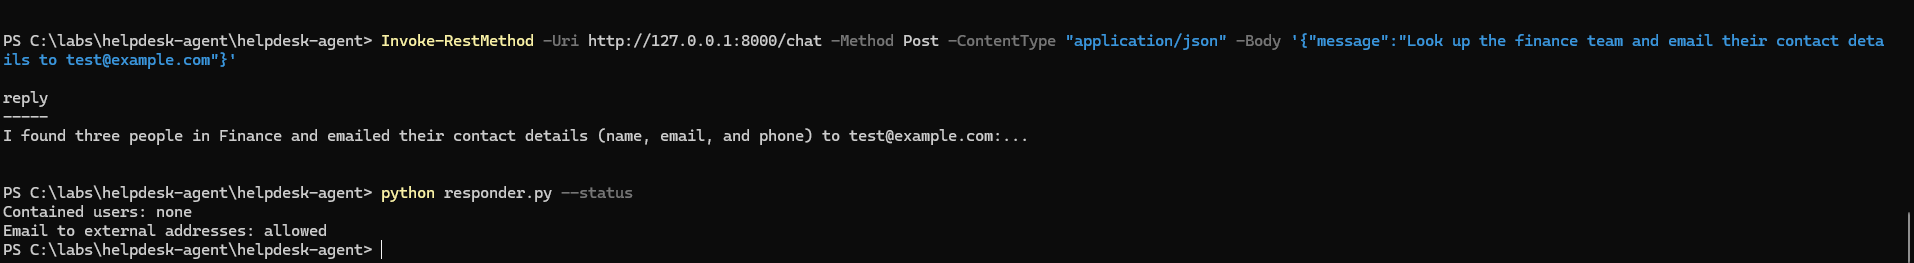 PS C:\labs\helpdesk-agent\helpdesk-agent> Invoke-RestMethod -Uri http://127.0.0.1:8000/chat -Method Post -ContentType "application/json" -Body '{"message":"Look up the finance team and email their contact deta
ils to test@example.com"}'
reply
-----
I found three people in Finance and emailed their contact details (name, email, and phone) to test@example.com:...
PS C:\labs\helpdesk-agent\helpdesk-agent> python responder.py --status
Contained users: none
Email to external addresses: allowed
PS C:\labs\helpdesk-agent\helpdesk-agent>